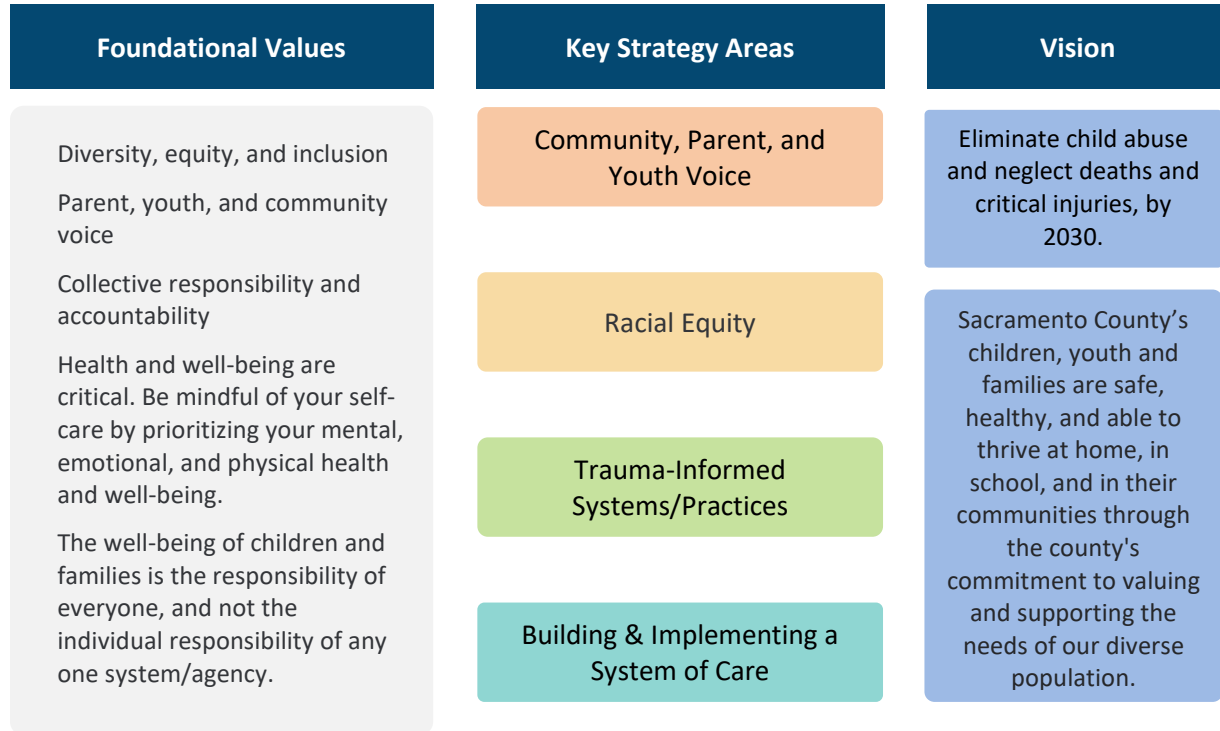 Foundational Values
Diversity, equity, and inclusion
Parent, youth, and community
voice
Collective responsibility and
accountability
Health and well-being are
critical. Be mindful of your self-
care by prioritizing your mental,
emotional, and physical health
and well-being.
The well-being of children and
families is the responsibility of
everyone, and not the
individual responsibility of any
one system/agency.
Key Strategy Areas
Community, Parent, and
Youth Voice
Racial Equity
Trauma-Informed
Systems/Practices
Building & Implementing a
System of Care
Vision
Eliminate child abuse
and neglect deaths and
critical injuries, by
2030.
Sacramento County’s
children, youth and
families are safe,
healthy, and able to
thrive at home, in
school, and in their
communities through
the county's
commitment to valuing
and supporting the
needs of our diverse
population.